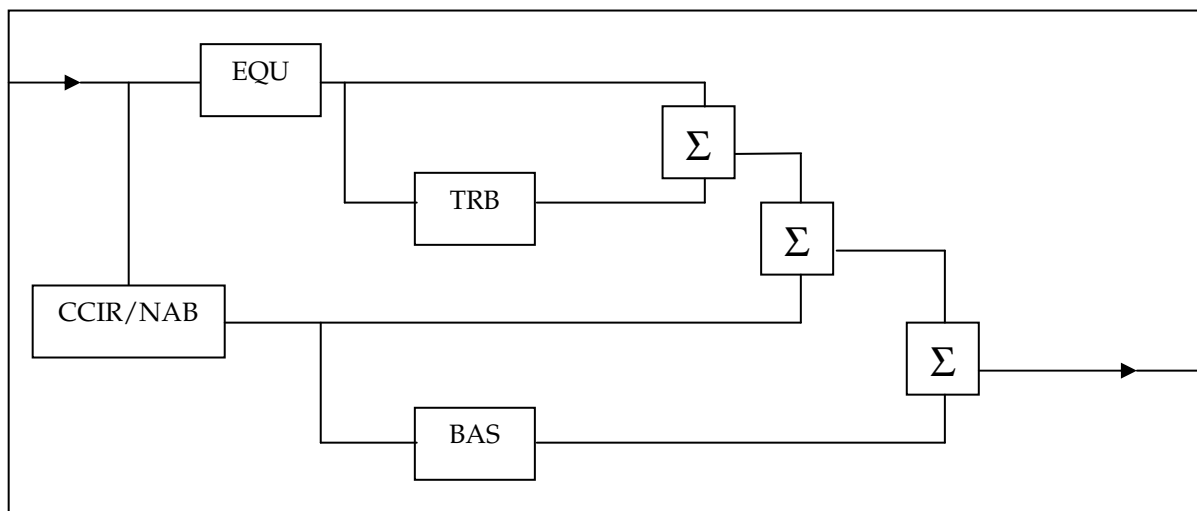 EQU
Σ
TRB
Σ
CCIR/NAB
Σ
BAS